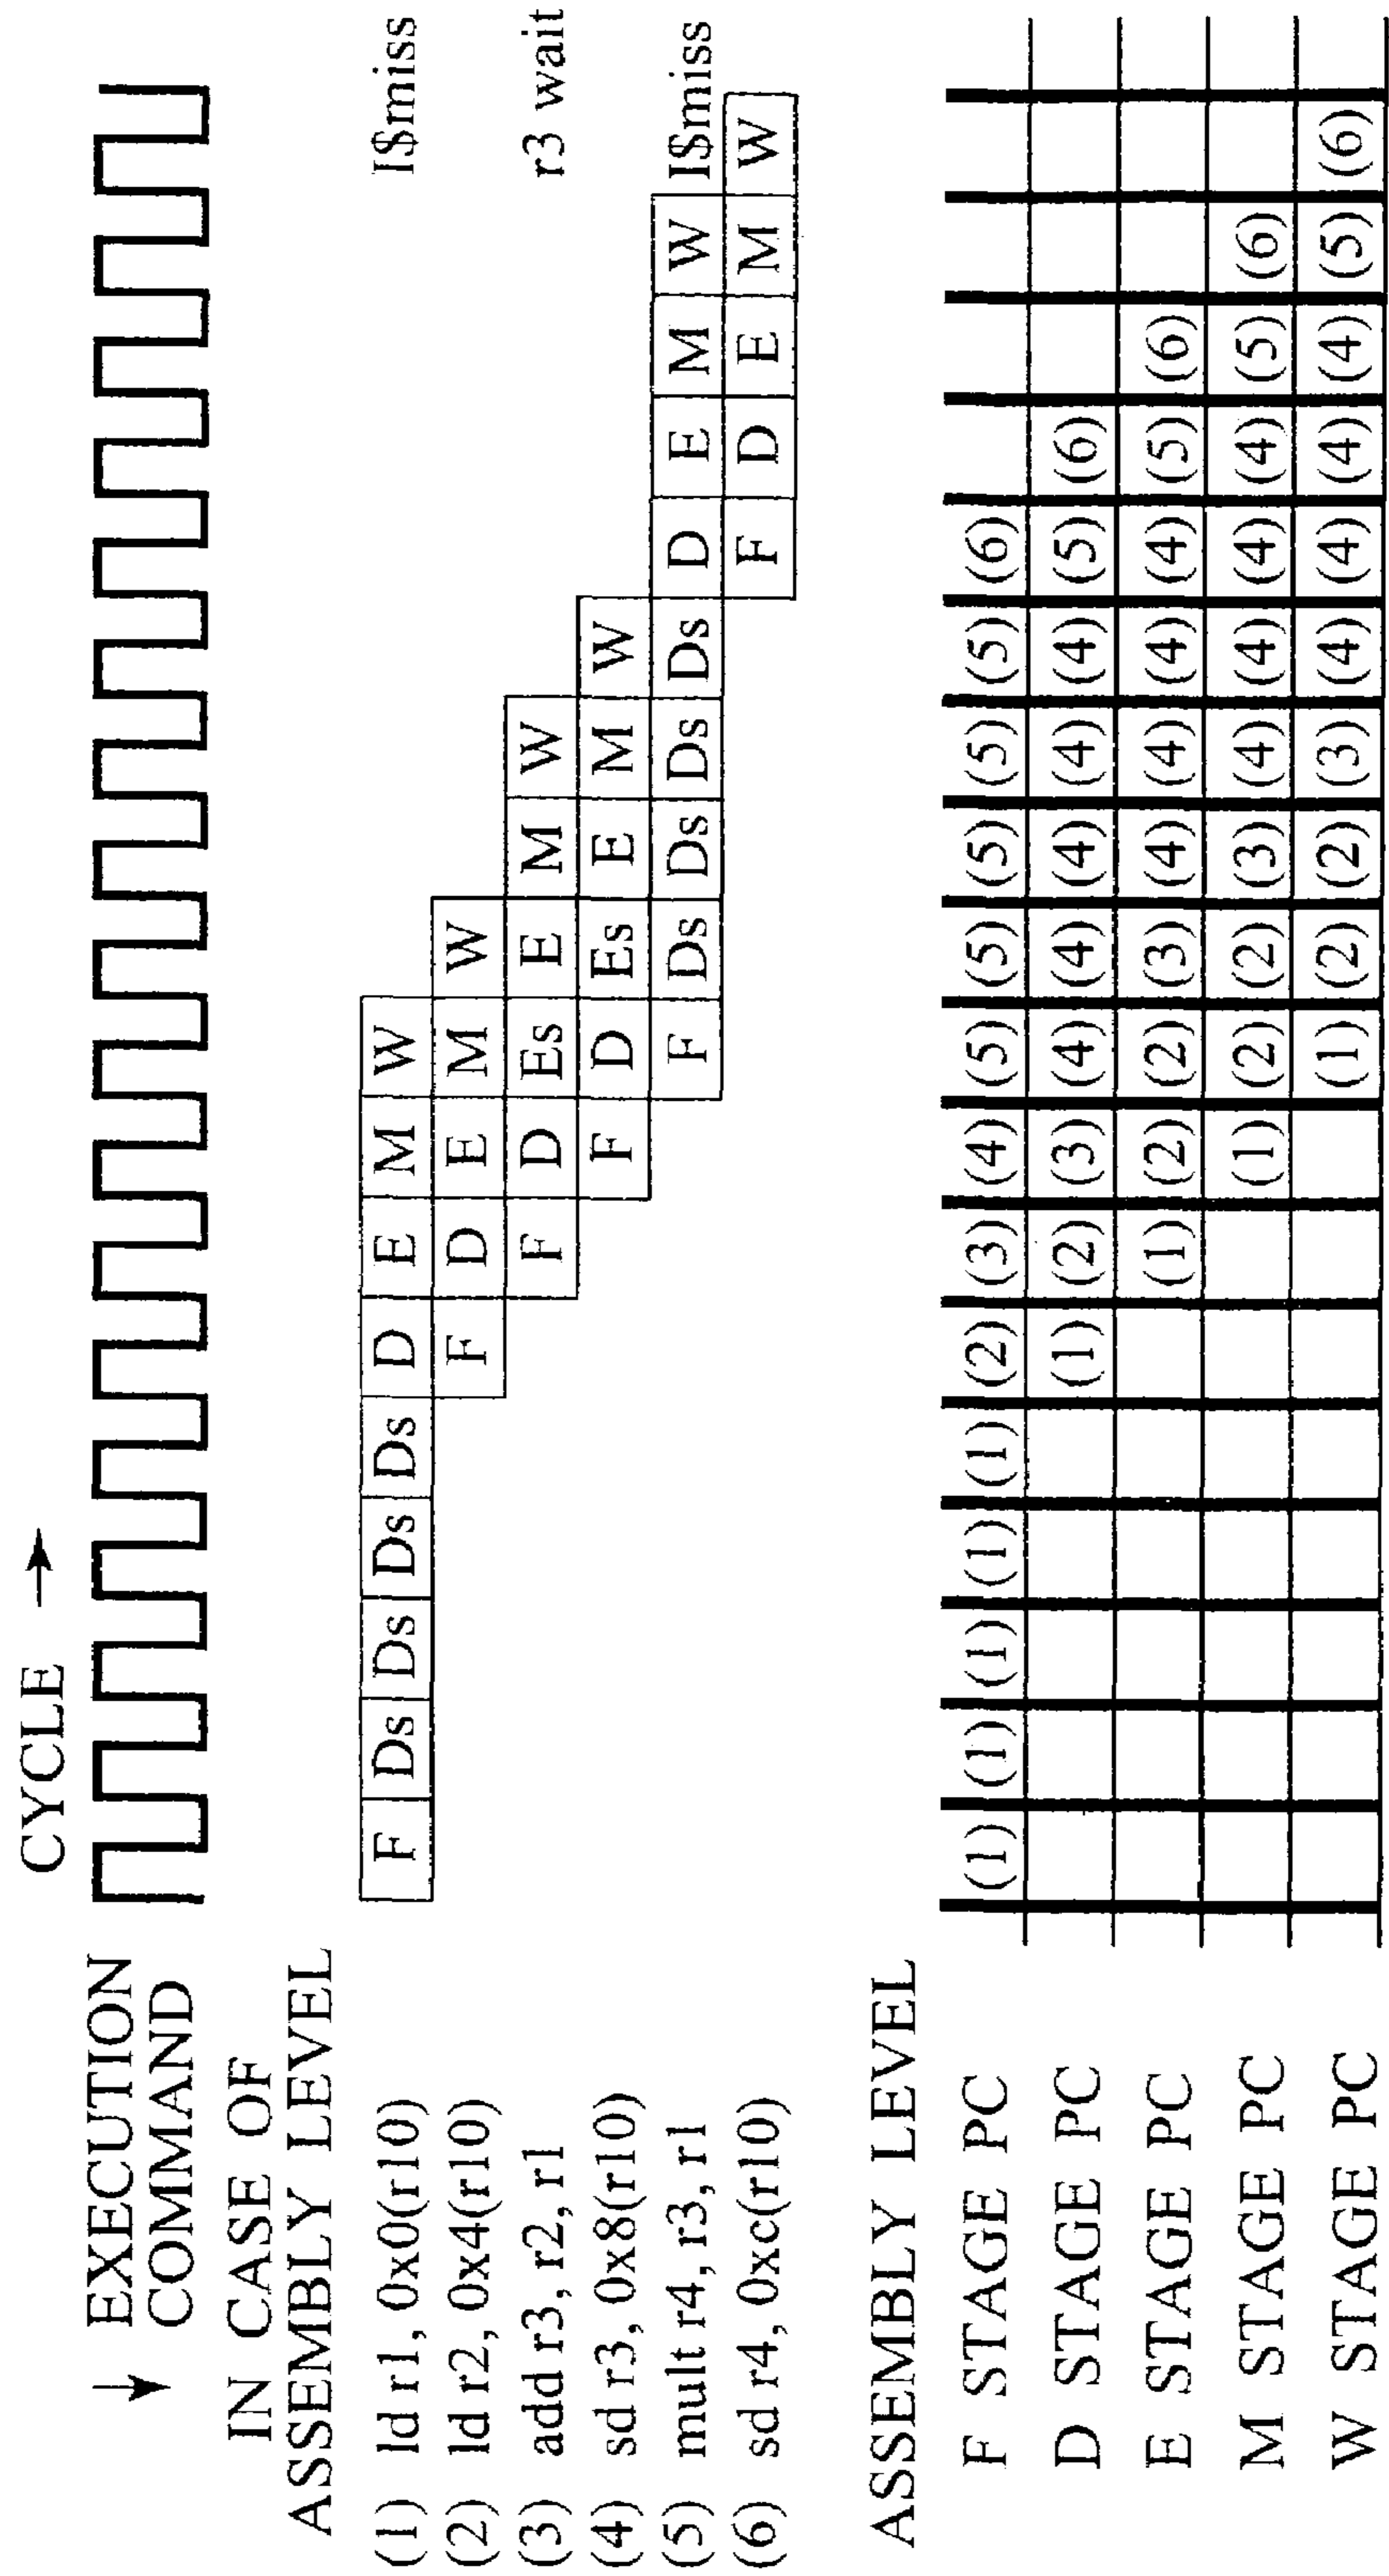 CYCLE →
↓ EXECUTION
COMMAND
IN CASE OF
ASSEMBLY LEVEL
(1) ld r1, 0x0(r10) F Ds Ds Ds Ds D E M W I$miss
(2) ld r2, 0x4(r10) F D E M W
(3) add r3, r2, r1 F D Es E M W r3 wait
(4) sd r3, 0x8(r10) F D Es E M W
(5) mult r4, r3, r1 F Ds Ds Ds Ds D E M W I$miss
(6) sd r4, 0xc(r10) F D E M W
ASSEMBLY LEVEL
F STAGE PC (1) (1) (1) (1) (1) (2) (3) (4) (5) (5) (5) (5) (5) (6)
D STAGE PC (1) (2) (3) (4) (4) (4) (4) (4) (5) (6)
E STAGE PC (1) (2) (2) (3) (4) (4) (4) (4) (5) (6)
M STAGE PC (1) (2) (2) (3) (4) (4) (4) (4) (5) (6)
W STAGE PC (1) (2) (2) (3) (4) (4) (4) (4) (5) (6)